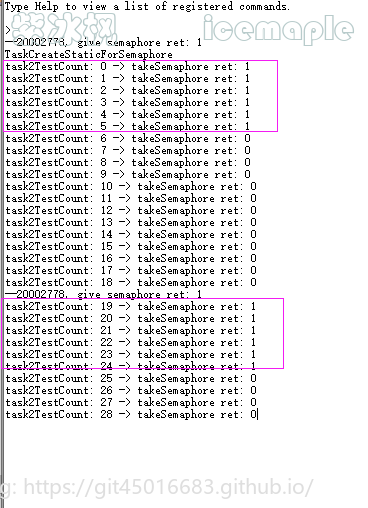 Type Help to view a list of registered commands.
icemaple
>
--20002778, give semaphore ret: 1
TaskCreateStaticForSemaphore
task2TestCount: 0 -> takeSemaphore ret: 1
task2TestCount: 1 -> takeSemaphore ret: 1
task2TestCount: 2 -> takeSemaphore ret: 1
task2TestCount: 3 -> takeSemaphore ret: 1
task2TestCount: 4 -> takeSemaphore ret: 1
task2TestCount: 5 -> takeSemaphore ret: 1
task2TestCount: 6 -> takeSemaphore ret: 0
task2TestCount: 7 -> takeSemaphore ret: 0
task2TestCount: 8 -> takeSemaphore ret: 0
task2TestCount: 9 -> takeSemaphore ret: 0
task2TestCount: 10 -> takeSemaphore ret: 0
task2TestCount: 11 -> takeSemaphore ret: 0
task2TestCount: 12 -> takeSemaphore ret: 0
task2TestCount: 13 -> takeSemaphore ret: 0
task2TestCount: 14 -> takeSemaphore ret: 0
task2TestCount: 15 -> takeSemaphore ret: 0
task2TestCount: 16 -> takeSemaphore ret: 0
task2TestCount: 17 -> takeSemaphore ret: 0
task2TestCount: 18 -> takeSemaphore ret: 0
--20002778, give semaphore ret: 1
task2TestCount: 19 -> takeSemaphore ret: 1
task2TestCount: 20 -> takeSemaphore ret: 1
task2TestCount: 21 -> takeSemaphore ret: 1
task2TestCount: 22 -> takeSemaphore ret: 1
task2TestCount: 23 -> takeSemaphore ret: 1
task2TestCount: 24 -> takeSemaphore ret: 1
task2TestCount: 25 -> takeSemaphore ret: 0
task2TestCount: 26 -> takeSemaphore ret: 0
task2TestCount: 27 -> takeSemaphore ret: 0
task2TestCount: 28 -> takeSemaphore ret: 0
g: https://git45016683.github.io/